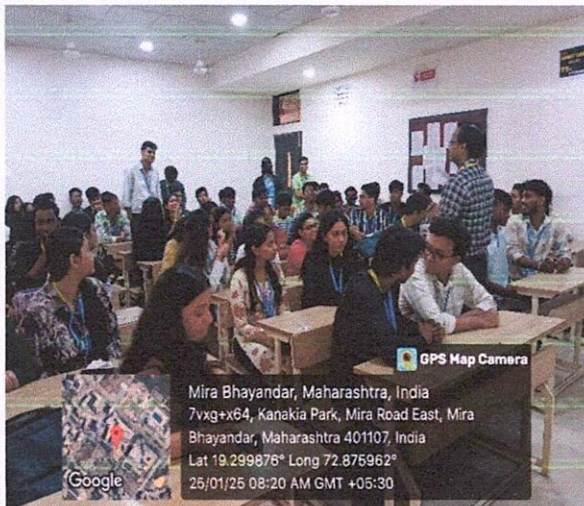 GPS Map Camera
Mira Bhayandar, Maharashtra, India
7vxg+x64, Kanakia Park, Mira Road East, Mira
Bhayandar, Maharashtra 401107, India
Lat 19.299876° Long 72.875962°
25/01/25 08:20 AM GMT +05:30
Google